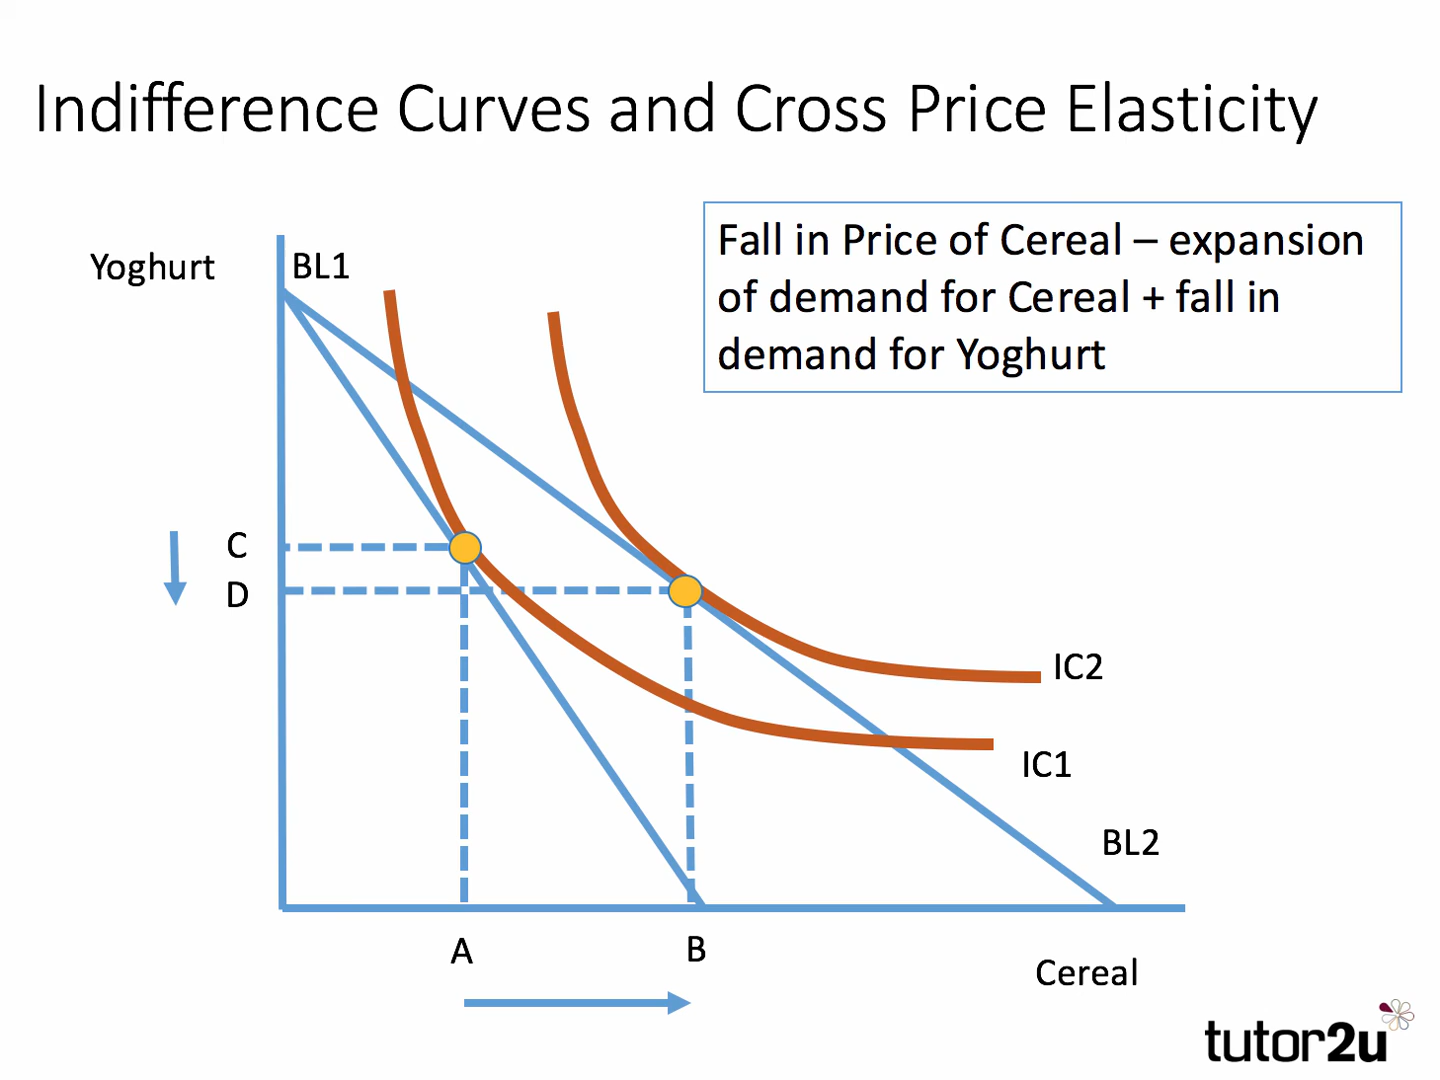 Indifference Curves and Cross Price Elasticity
Fall in Price of Cereal – expansion
of demand for Cereal + fall in
demand for Yoghurt
Yoghurt
BL1
C
D
IC2
IC1
BL2
A
B
Cereal
tutor2u